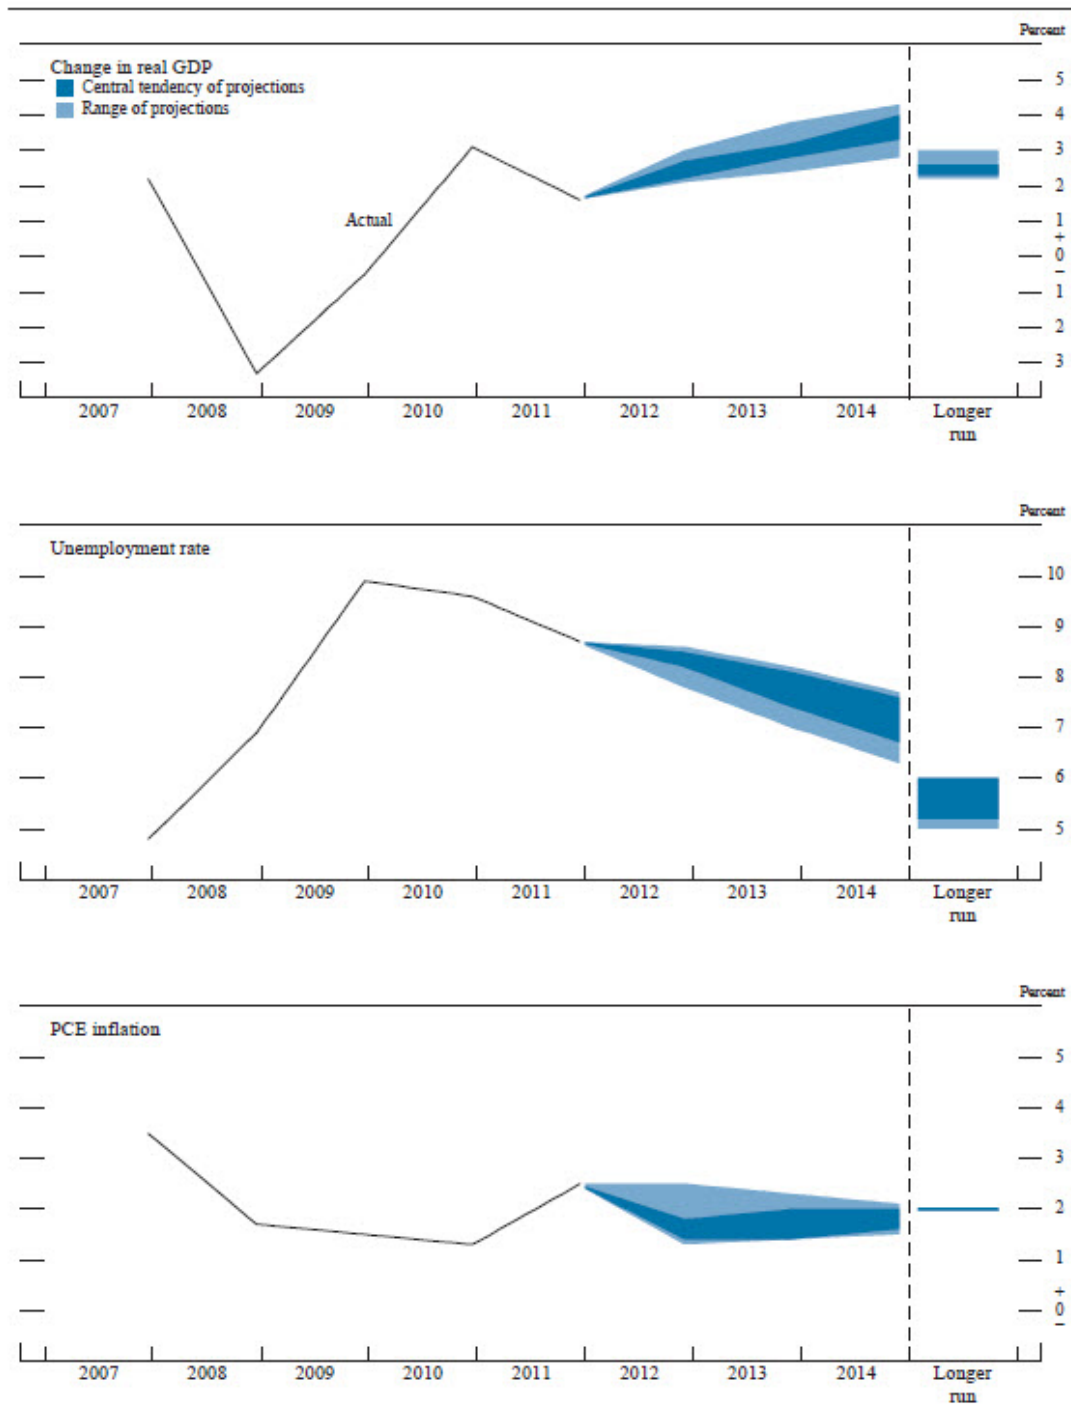 Percent
Change in real GDP
Central tendency of projections
Range of projections
Actual
5
4
3
2
1
+
0
–
1
2
3
2007 2008 2009 2010 2011 2012 2013 2014 Longer run
Percent
Unemployment rate
10
9
8
7
6
5
2007 2008 2009 2010 2011 2012 2013 2014 Longer run
Percent
PCE inflation
5
4
3
2
1
+
0
–
2007 2008 2009 2010 2011 2012 2013 2014 Longer run